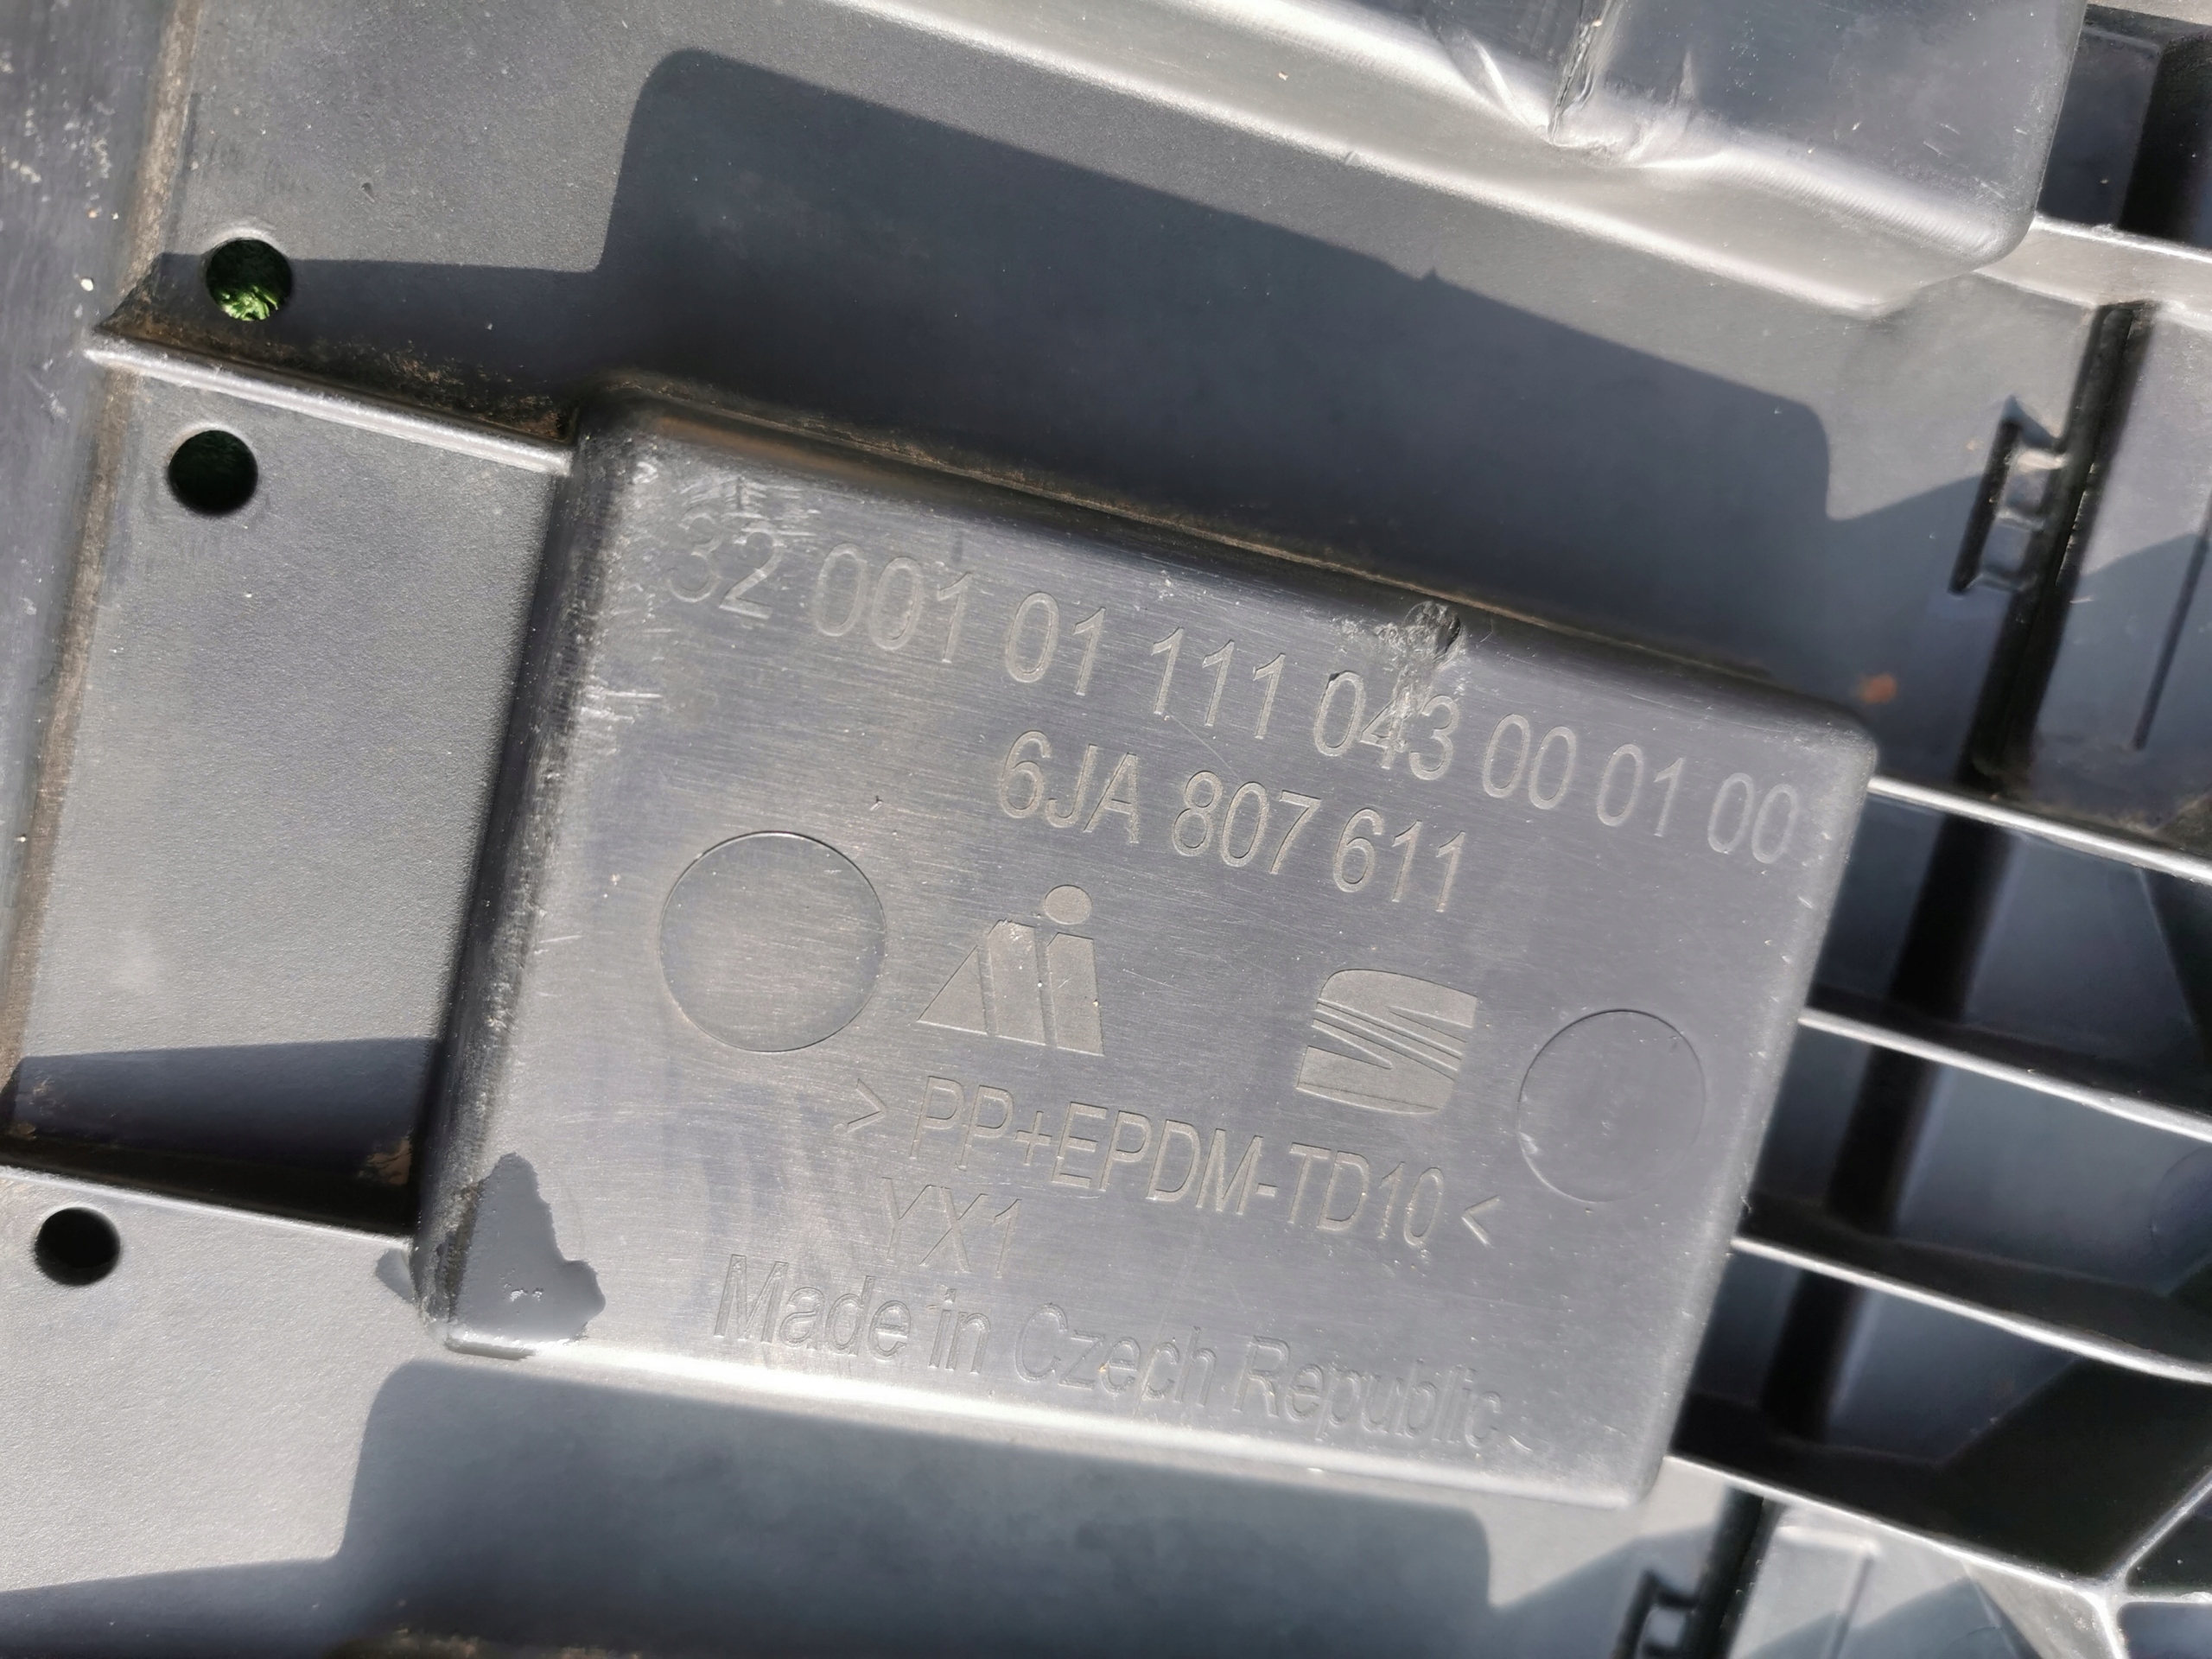 32 001 01 111 043 00 01 00
6JA 807 611
> PP+EPDM-TD10 <
YX1
Made in Czech Republic